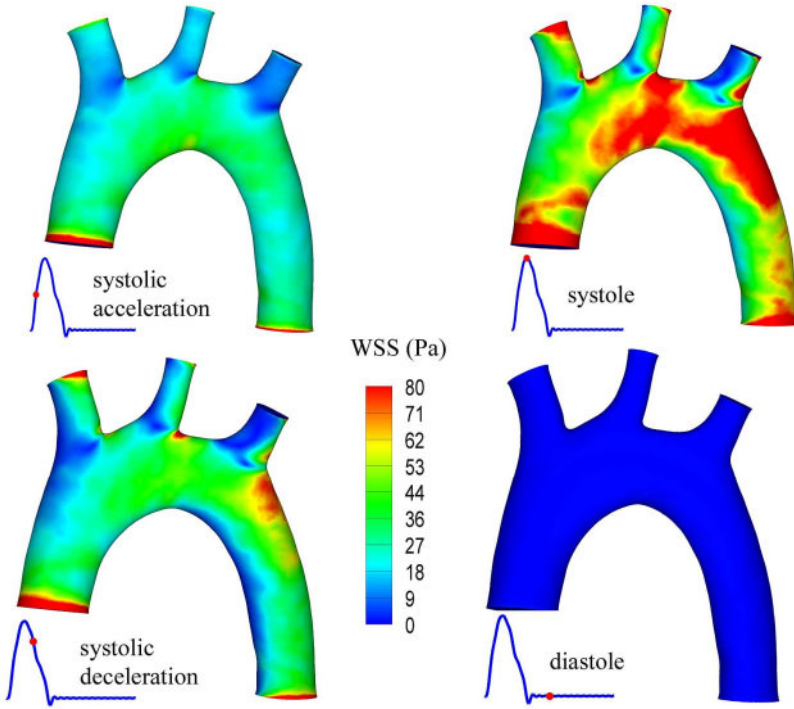 systolic
acceleration
systole
WSS (Pa)
80
71
62
53
44
36
27
18
9
0
systolic
deceleration
diastole